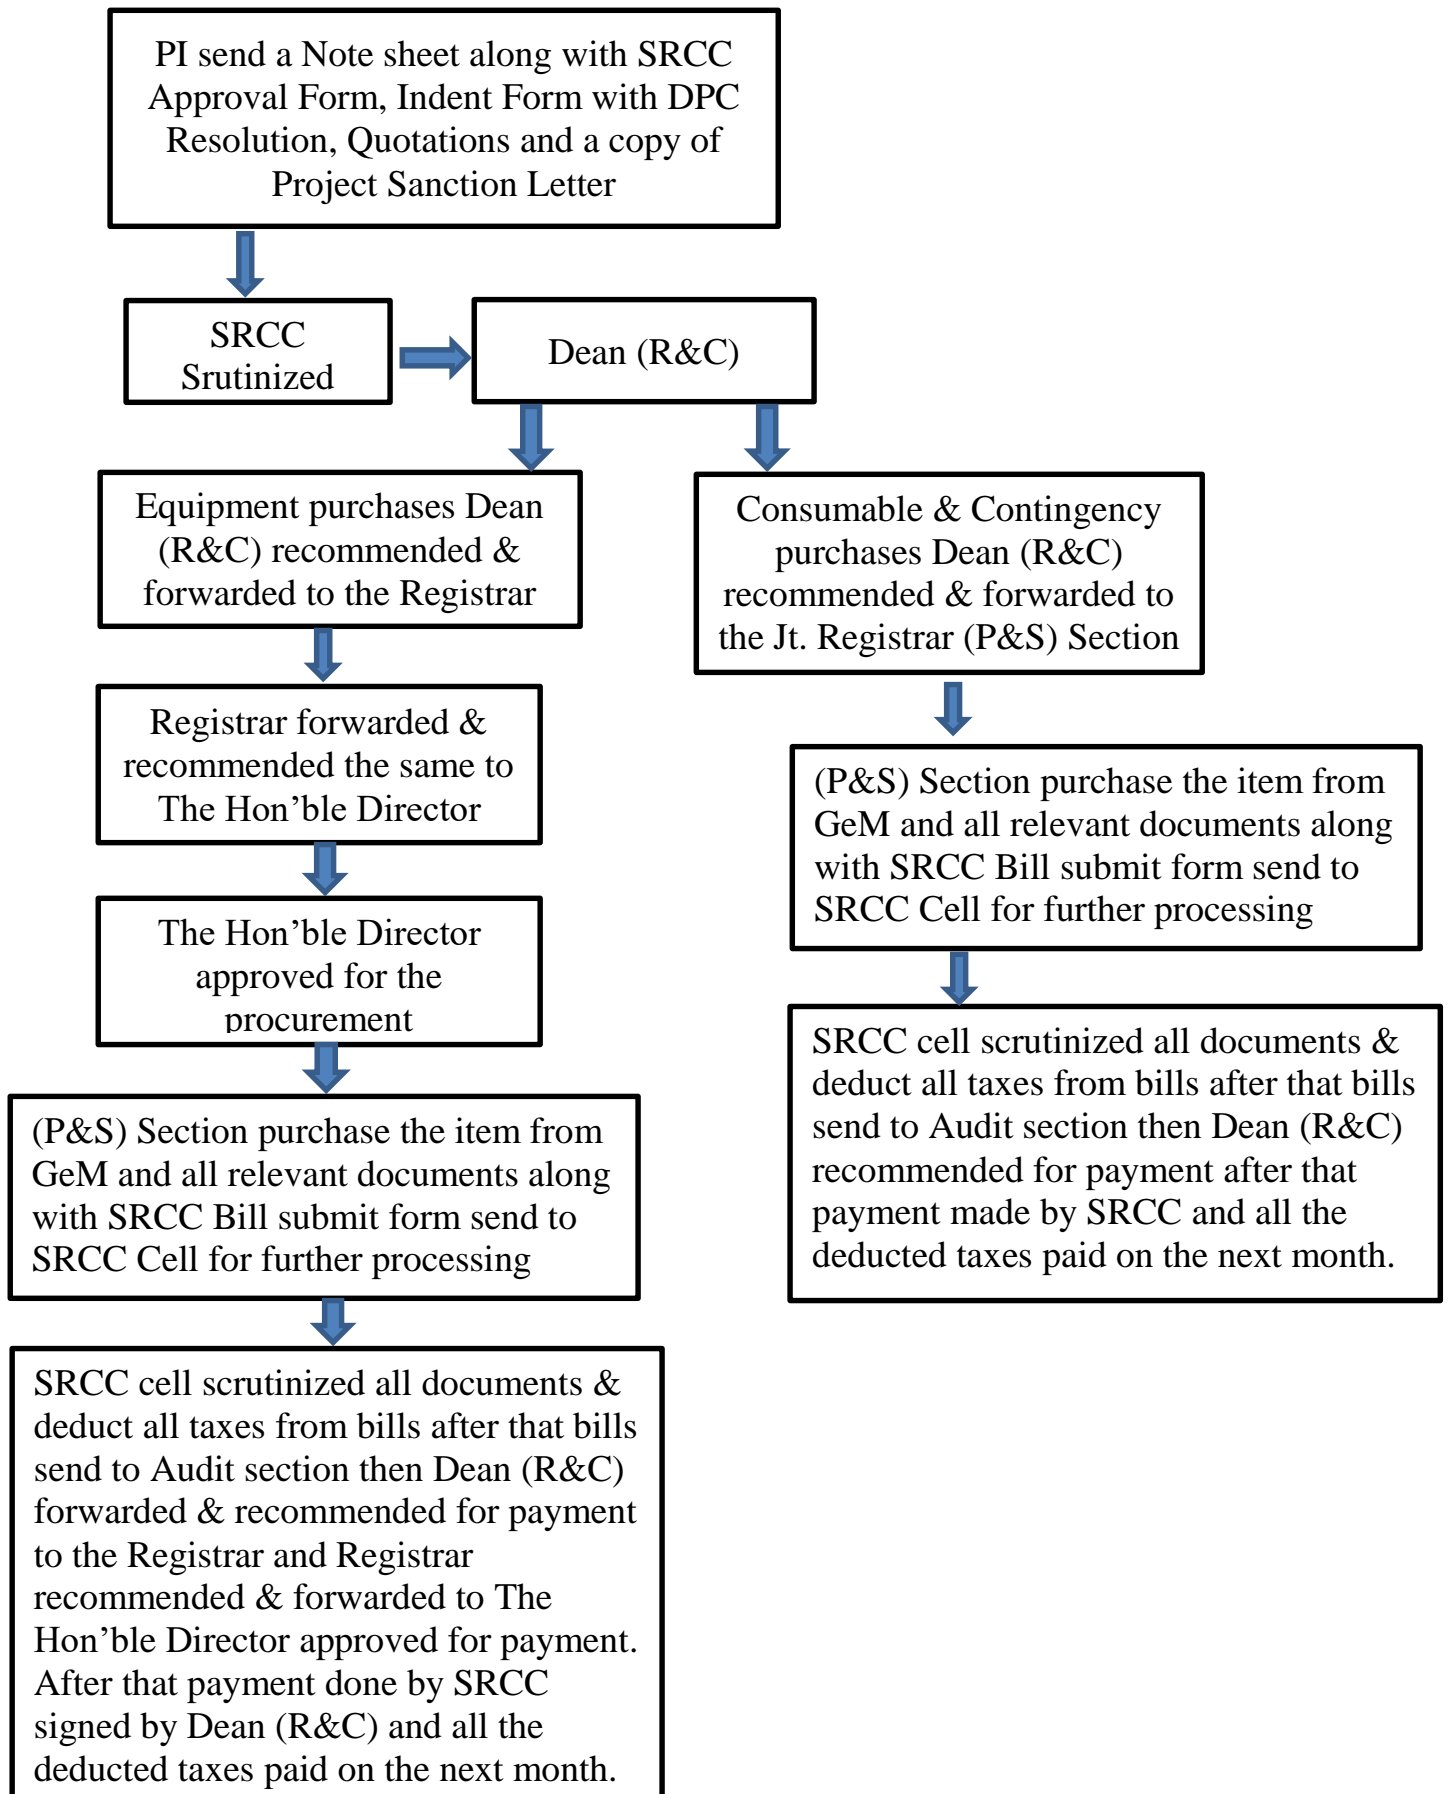 PI send a Note sheet along with SRCC
Approval Form, Indent Form with DPC
Resolution, Quotations and a copy of
Project Sanction Letter
SRCC
Srutinized
Dean (R&C)
Equipment purchases Dean
(R&C) recommended &
forwarded to the Registrar
Consumable & Contingency
purchases Dean (R&C)
recommended & forwarded to
the Jt. Registrar (P&S) Section
Registrar forwarded &
recommended the same to
The Hon’ble Director
(P&S) Section purchase the item from
GeM and all relevant documents along
with SRCC Bill submit form send to
SRCC Cell for further processing
The Hon’ble Director
approved for the
procurement
SRCC cell scrutinized all documents &
deduct all taxes from bills after that bills
send to Audit section then Dean (R&C)
recommended for payment after that
payment made by SRCC and all the
deducted taxes paid on the next month.
(P&S) Section purchase the item from
GeM and all relevant documents along
with SRCC Bill submit form send to
SRCC Cell for further processing
SRCC cell scrutinized all documents &
deduct all taxes from bills after that bills
send to Audit section then Dean (R&C)
forwarded & recommended for payment
to the Registrar and Registrar
recommended & forwarded to The
Hon’ble Director approved for payment.
After that payment done by SRCC
signed by Dean (R&C) and all the
deducted taxes paid on the next month.